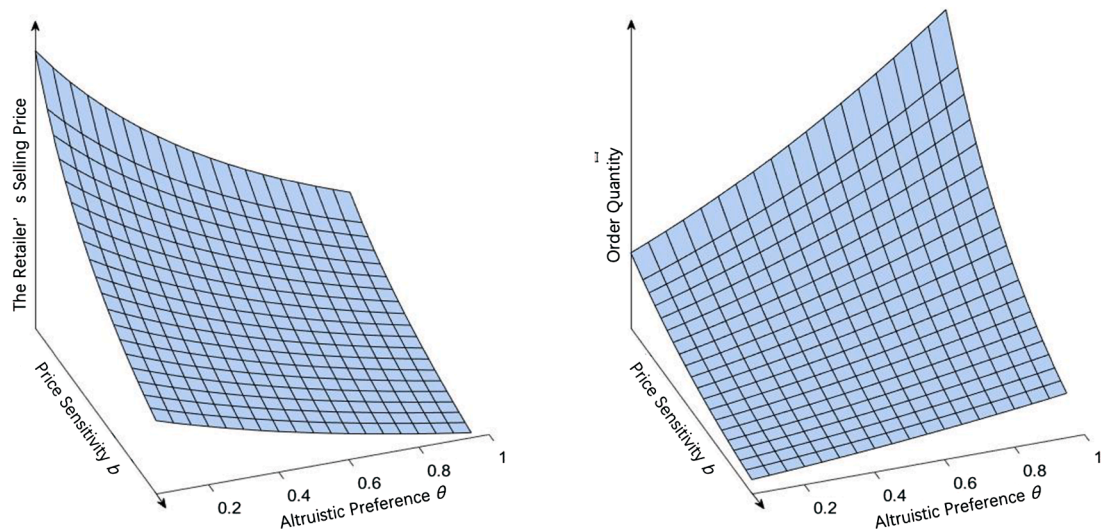 The Retailer’ s Selling Price
Price Sensitivity b
0.2
0.4
0.6
0.8
1
Altruistic Preference θ
Order Quantity
Price Sensitivity b
0.2
0.4
0.6
0.8
1
Altruistic Preference θ